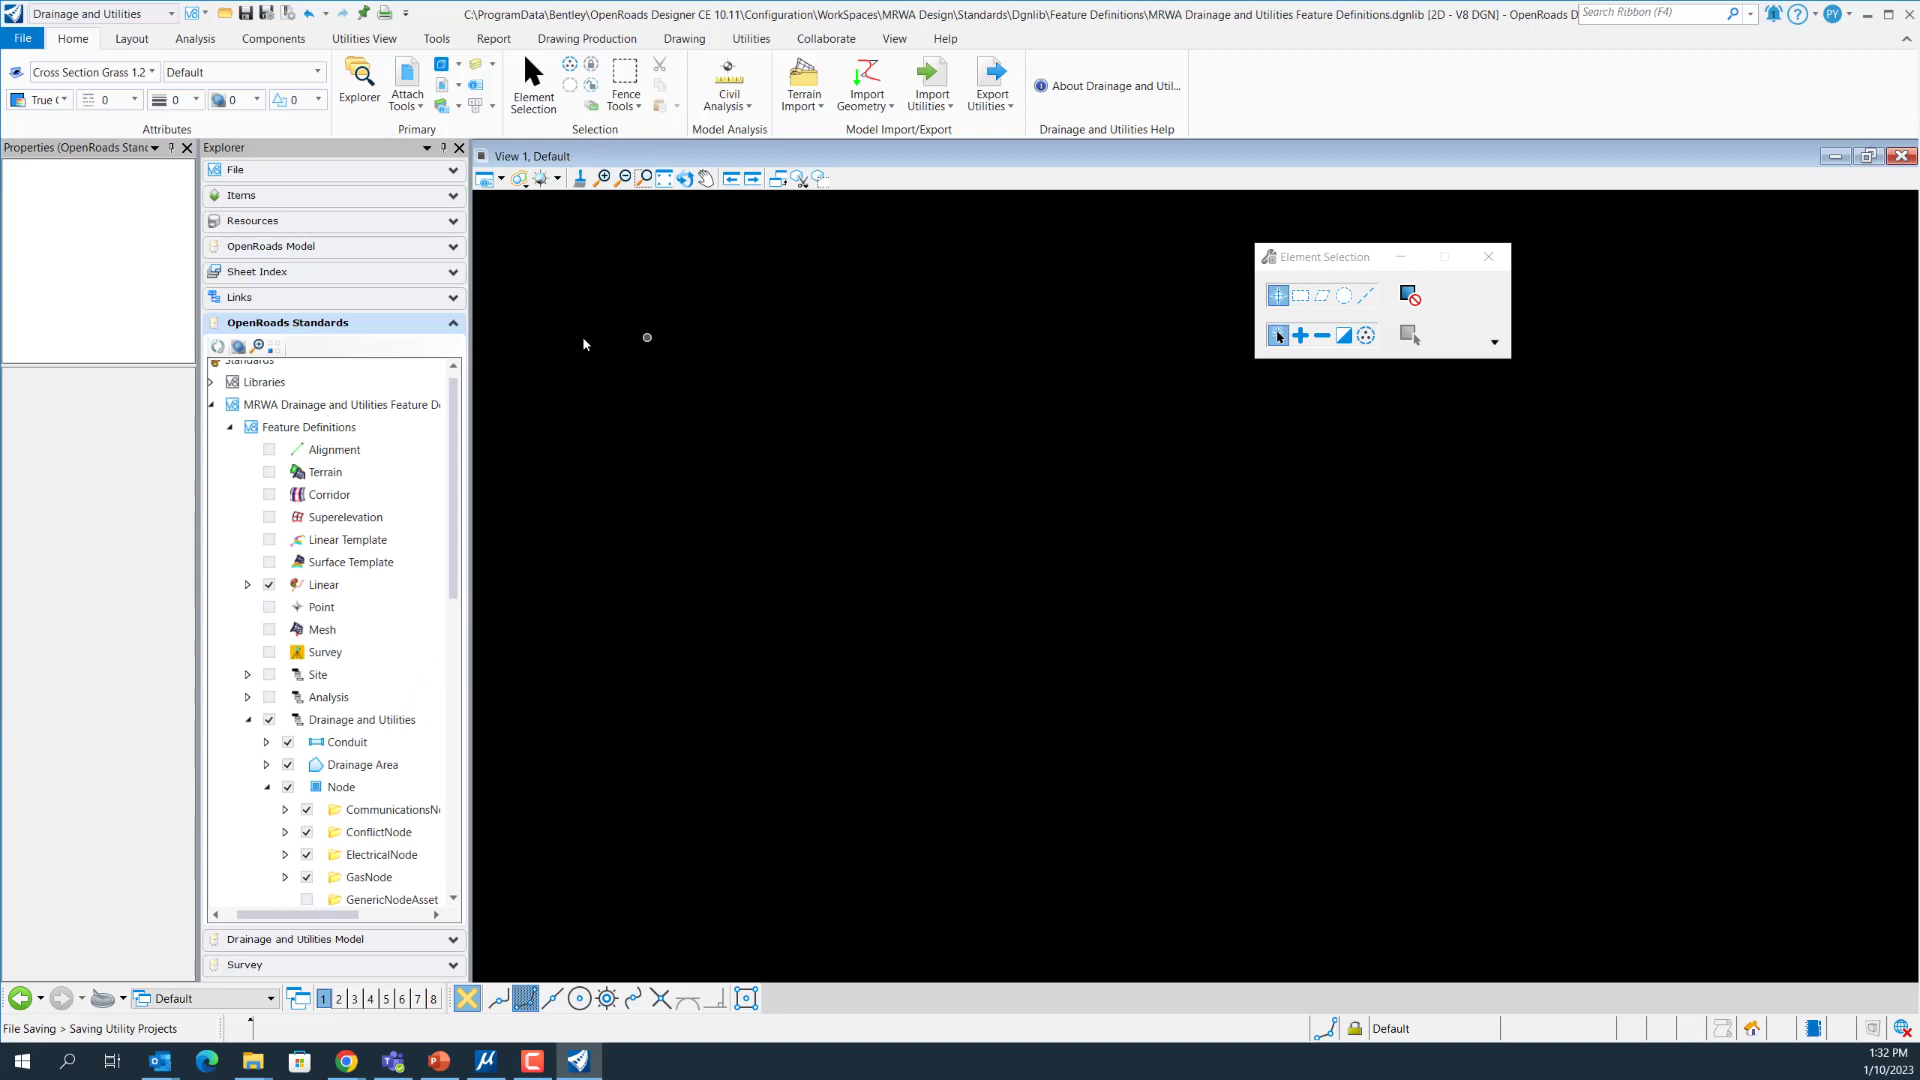 Drainage and Utilities
C:\ProgramData\Bentley\OpenRoads Designer CE 10.11\Configuration\WorkSpaces\MRWA Design\Standards\Dgnlib\Feature Definitions\MRWA Drainage and Utilities Feature Definitions.dgnlib [2D - V8 DGN] - OpenRoads D
Search Ribbon (F4)
PY
File Home Layout Analysis Components Utilities View Tools Report Drawing Production Drawing Utilities Collaborate View Help
Cross Section Grass 1.2 Default
True 0 0 0 0
Attributes
Explorer
Attach Tools
Primary
Element Selection
Fence Tools
Selection
Civil Analysis
Model Analysis
Terrain Import
Import Geometry
Import Utilities
Export Utilities
Model Import/Export
About Drainage and Util...
Drainage and Utilities Help
Properties (OpenRoads Stanc
Explorer
File
Items
Resources
OpenRoads Model
Sheet Index
Links
OpenRoads Standards
Standards
Libraries
MRWA Drainage and Utilities Feature D
Feature Definitions
Alignment
Terrain
Corridor
Superelevation
Linear Template
Surface Template
Linear
Point
Mesh
Survey
Site
Analysis
Drainage and Utilities
Conduit
Drainage Area
Node
CommunicationsN
ConflictNode
ElectricalNode
GasNode
GenericNodeAsset
Drainage and Utilities Model
Survey
View 1, Default
Element Selection
Default
1 2 3 4 5 6 7 8
File Saving > Saving Utility Projects
Default
1:32 PM
1/10/2023